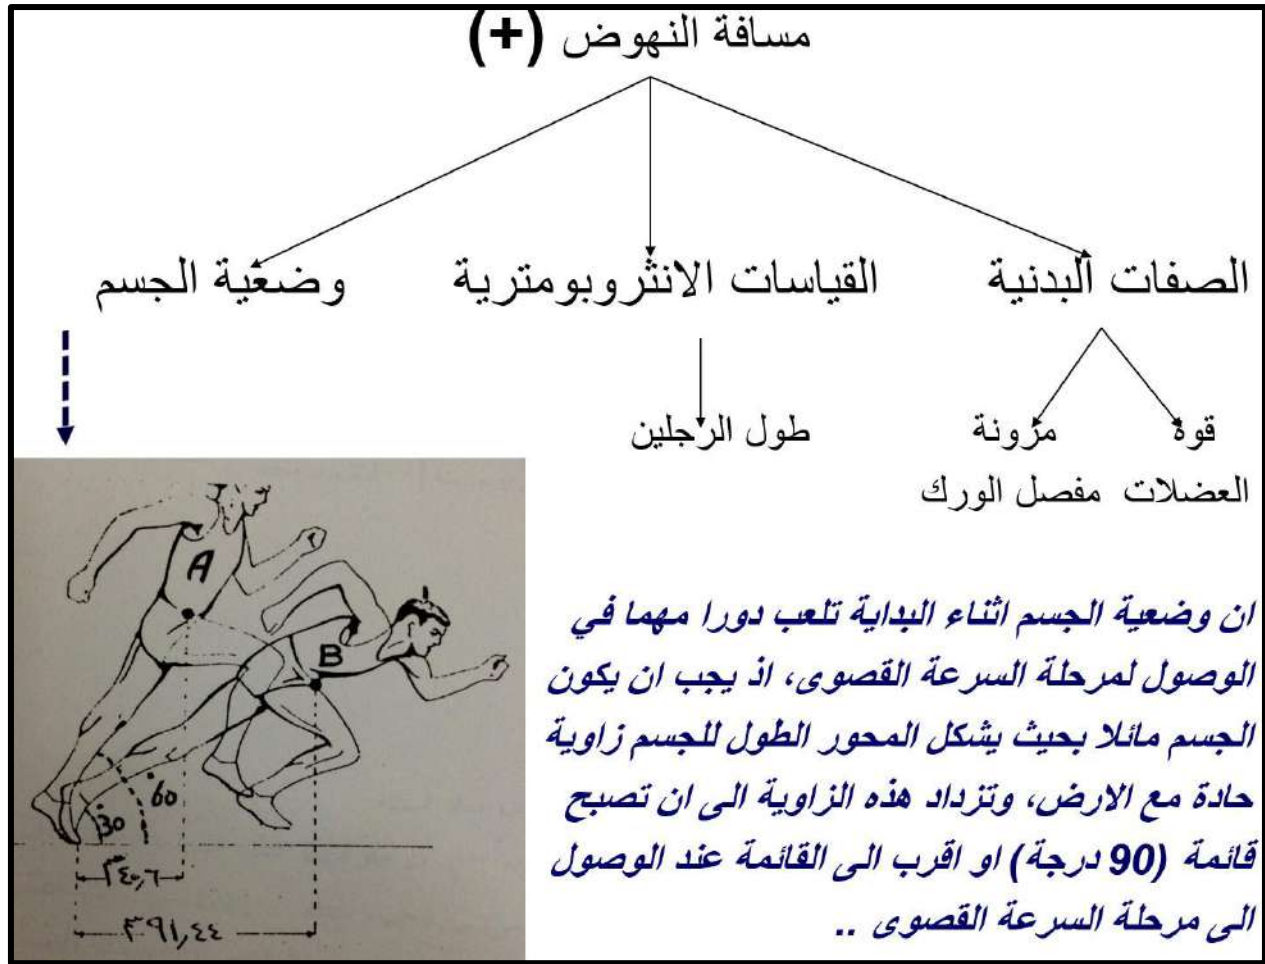 مسافة النهوض (+)
الصفات البدنية
القياسات الانثروبومترية
وضعية الجسم
قوة
العضلات
مرونة
مفصل الورك
طول الرجلين
A
B
60°
30°
ان وضعية الجسم اثناء البداية تلعب دورا مهما في
الوصول لمرحلة السرعة القصوى، اذ يجب ان يكون
الجسم مائلا بحيث يشكل المحور الطول للجسم زاوية
حادة مع الارض، وتزداد هذه الزاوية الى ان تصبح
قائمة (90 درجة) او اقرب الى القائمة عند الوصول
الى مرحلة السرعة القصوى ..